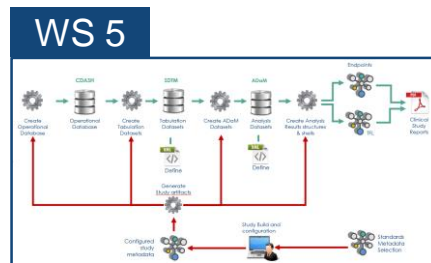 WS 5
CDASH
SDTM
ADaM
Endpoints
Create
Operational
Database
Operational
Database
Create
Tabulation
Datasets
Tabulation
Datasets
Create ADaM
Datasets
Analysis
Datasets
Create Analysis
Results structures
& shells
TFL
Clinical
Study
Reports
Define
Define
Generate
Study artifacts
Configured
study
metadata
Study Build and
configuration
Standards
Metadata
Selection